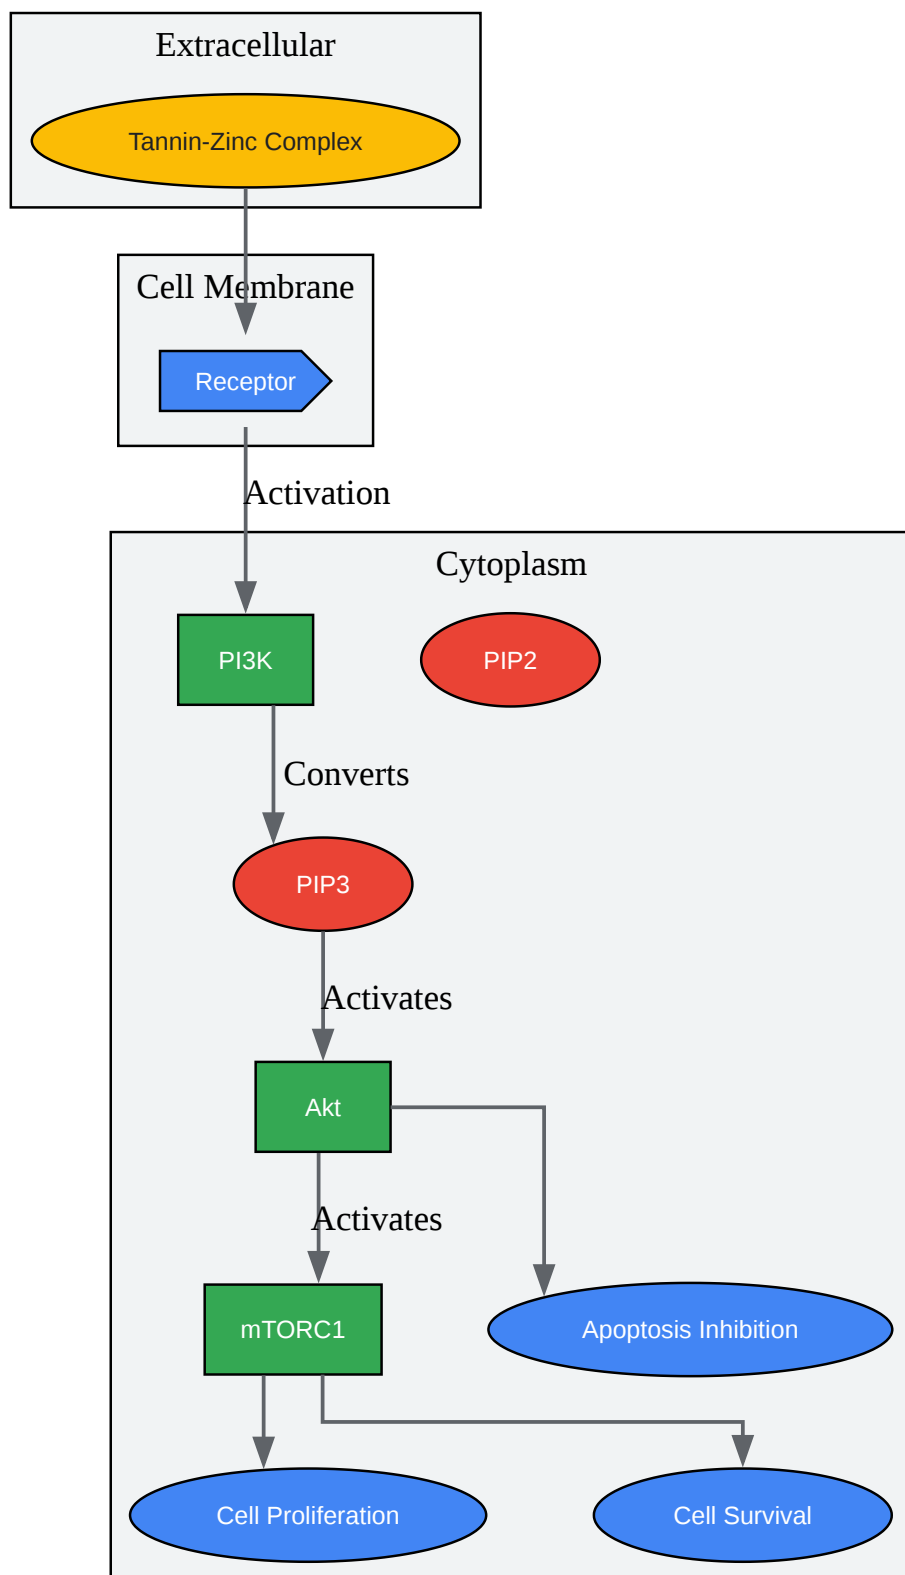 Extracellular
Tannin-Zinc Complex
Cell Membrane
Receptor
Activation
Cytoplasm
PI3K
PIP2
Converts
PIP3
Activates
Akt
Activates
mTORC1
Apoptosis Inhibition
Cell Proliferation
Cell Survival